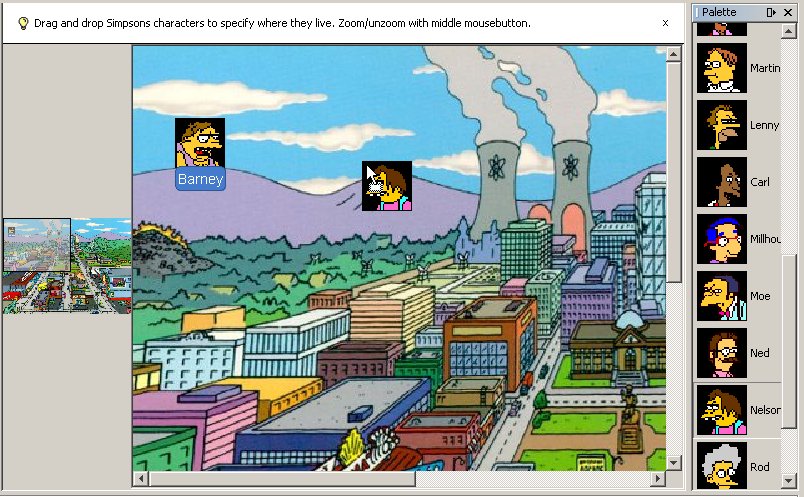 Drag and drop Simpsons characters to specify where they live. Zoom/unzoom with middle mousebutton.
x
Palette
Barney
Martin
Lenny
Carl
Millhou
Moe
Ned
Nelson
Rod